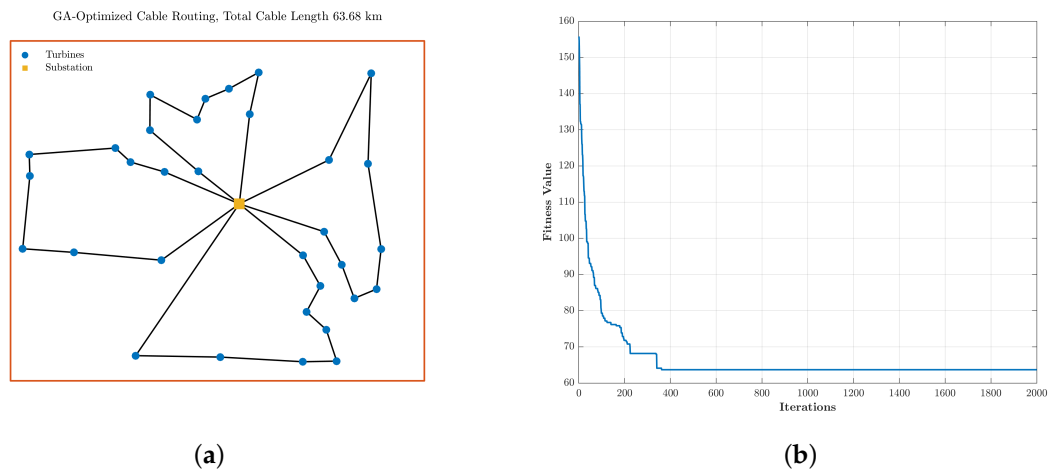 GA-Optimized Cable Routing, Total Cable Length 63.68 km
Turbines
Substation
(a)
160
150
140
130
120
110
100
90
80
70
60
Fitness Value
0 200 400 600 800 1000 1200 1400 1600 1800 2000
Iterations
(b)